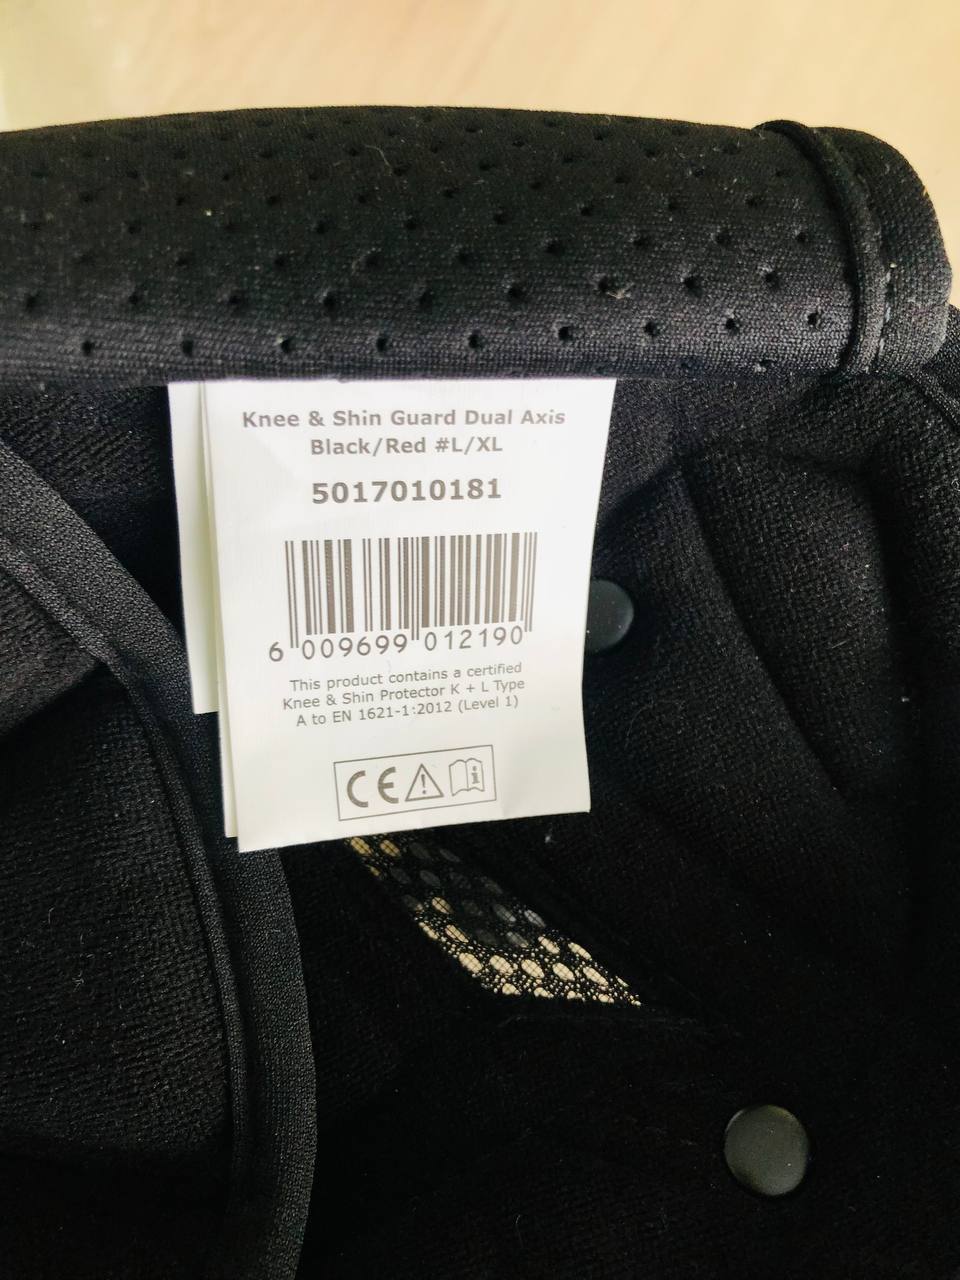 Knee & Shin Guard Dual Axis
Black/Red #L/XL
5017010181
6 009699 012190
This product contains a certified
Knee & Shin Protector K + L Type
A to EN 1621-1:2012 (Level 1)
CE